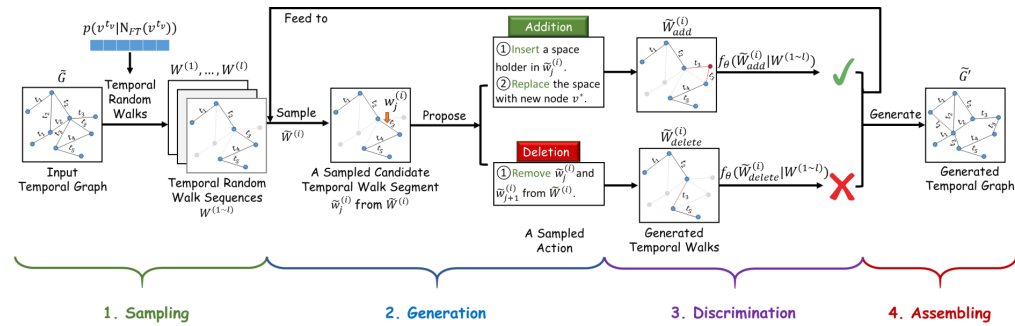 p(v^{t_v}|N_{FT}(v^{t_v}))
G̃
Temporal
Random
Walks
Input
Temporal Graph
W^{(1)}, …, W^{(l)}
Temporal Random
Walk Sequences
W^{(1~l)}
Feed to
Sample
W̃^{(i)}
w_j^{(i)}
A Sampled Candidate
Temporal Walk Segment
w̃_j^{(i)} from W̃^{(i)}
Propose
Addition
① Insert a space
holder in w̃_j^{(i)}.
② Replace the space
with new node v^*.
Deletion
① Remove w̃_j^{(i)} and
w̃_{j+1}^{(i)} from W̃^{(i)}.
A Sampled
Action
W̃_{add}^{(i)}
W̃_{delete}^{(i)}
Generated
Temporal Walks
f_θ(W̃_{add}^{(i)}|W^{(1~l)})
f_θ(W̃_{delete}^{(i)}|W^{(1~l)})
Generate
G̃′
Generated
Temporal Graph
1. Sampling
2. Generation
3. Discrimination
4. Assembling